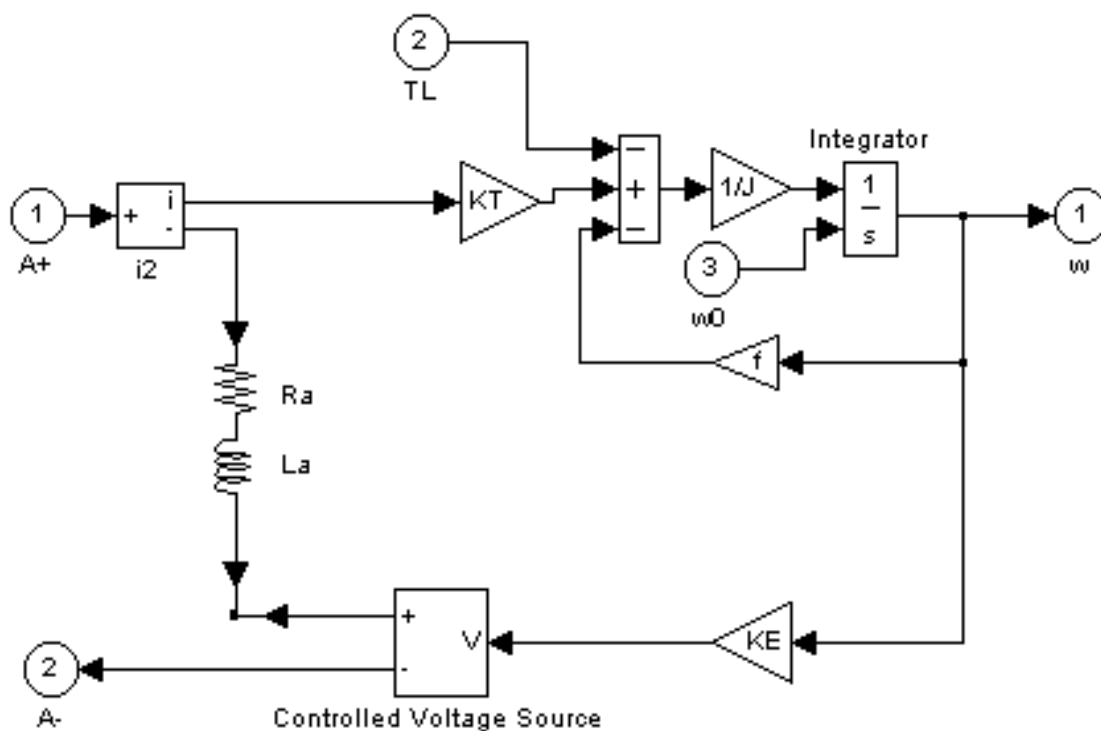 2
TL
Integrator
1
A+
+
i
-
i2
KT
−
+
−
1/J
1
s
1
w
3
w0
f
Ra
La
+
-
V
KE
2
A-
Controlled Voltage Source